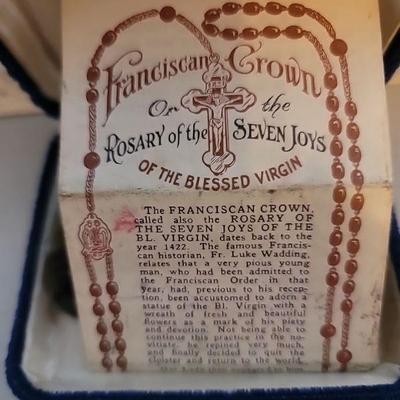 Franciscan Crown
Or the
ROSARY of the SEVEN JOYS
OF THE BLESSED VIRGIN
The FRANCISCAN CROWN,
called also the ROSARY OF
THE SEVEN JOYS OF THE
BL. VIRGIN, dates back to the
year 1422. The famous Francis-
can historian, Fr. Luke Wadding,
relates that a very pious young
man, who had been admitted to
the Franciscan Order in that
year, had, previous to his recep-
tion, been accustomed to adorn a
statue of the Bl. Virgin with a
wreath of fresh and beautiful
flowers as a mark of his piety
and devotion. Not being able to
continue this practice in the no-
vitiate, he repined very much,
and finally decided to quit the
cloister and return to the world.